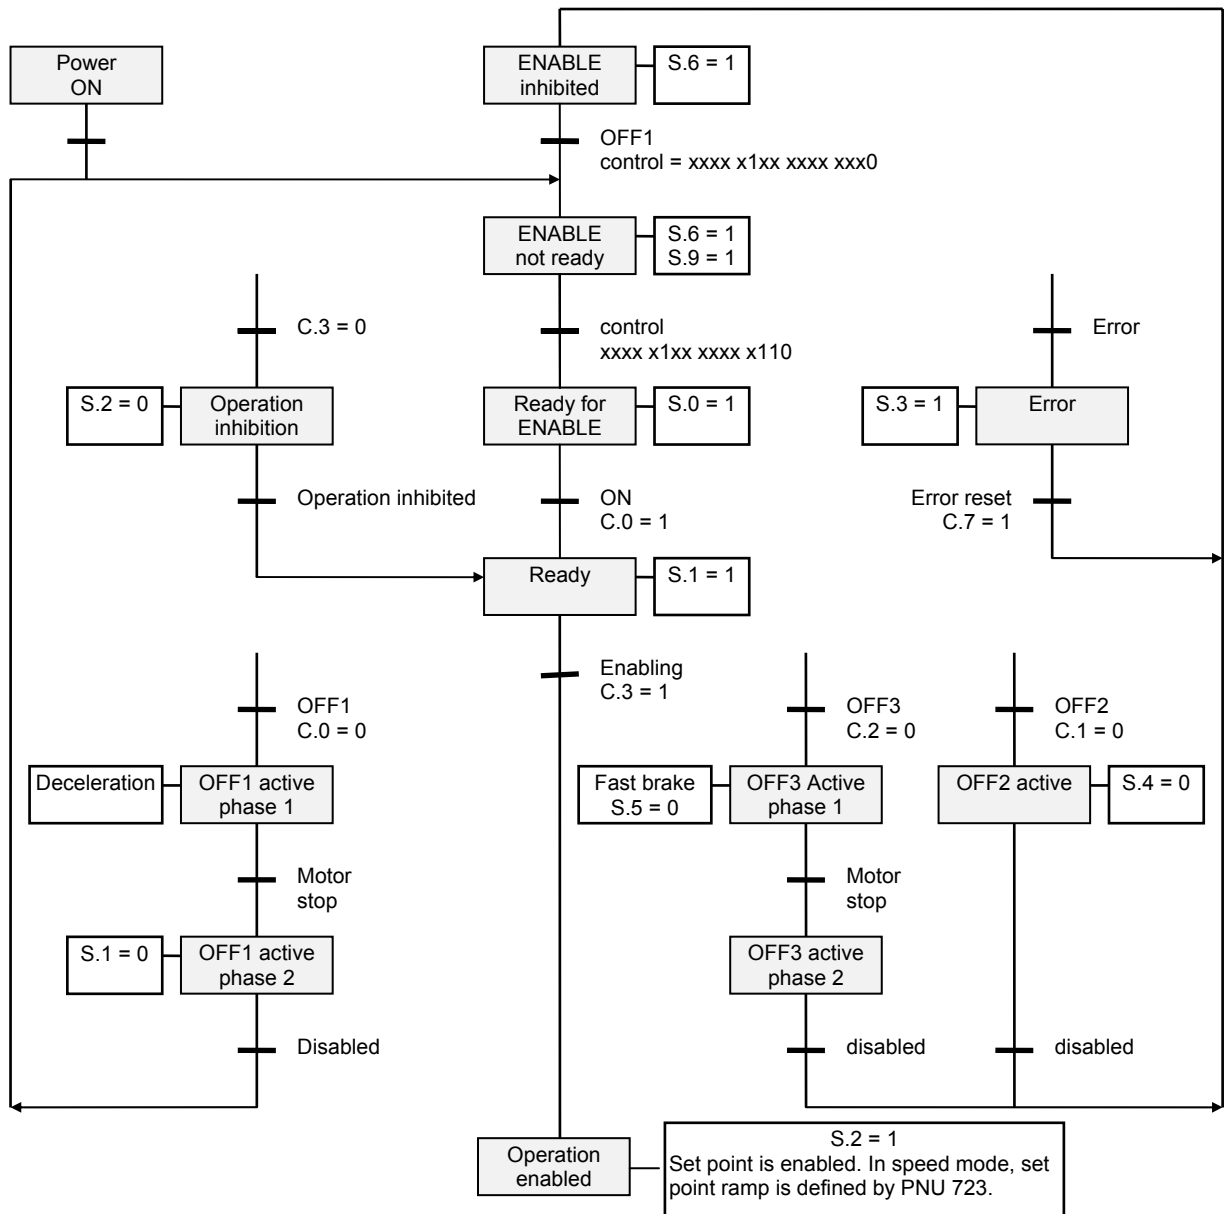 Power
ON
ENABLE
inhibited
S.6 = 1
OFF1
control = xxxx x1xx xxxx xxx0
ENABLE
not ready
S.6 = 1
S.9 = 1
C.3 = 0
control
xxxx x1xx xxxx x110
Error
S.2 = 0
Operation
inhibition
Ready for
ENABLE
S.0 = 1
S.3 = 1
Error
Operation inhibited
ON
C.0 = 1
Error reset
C.7 = 1
Ready
S.1 = 1
Enabling
C.3 = 1
OFF1
C.0 = 0
OFF3
C.2 = 0
OFF2
C.1 = 0
Deceleration
OFF1 active
phase 1
Fast brake
S.5 = 0
OFF3 Active
phase 1
OFF2 active
S.4 = 0
Motor
stop
Motor
stop
S.1 = 0
OFF1 active
phase 2
OFF3 active
phase 2
Disabled
disabled
disabled
Operation
enabled
S.2 = 1
Set point is enabled. In speed mode, set
point ramp is defined by PNU 723.